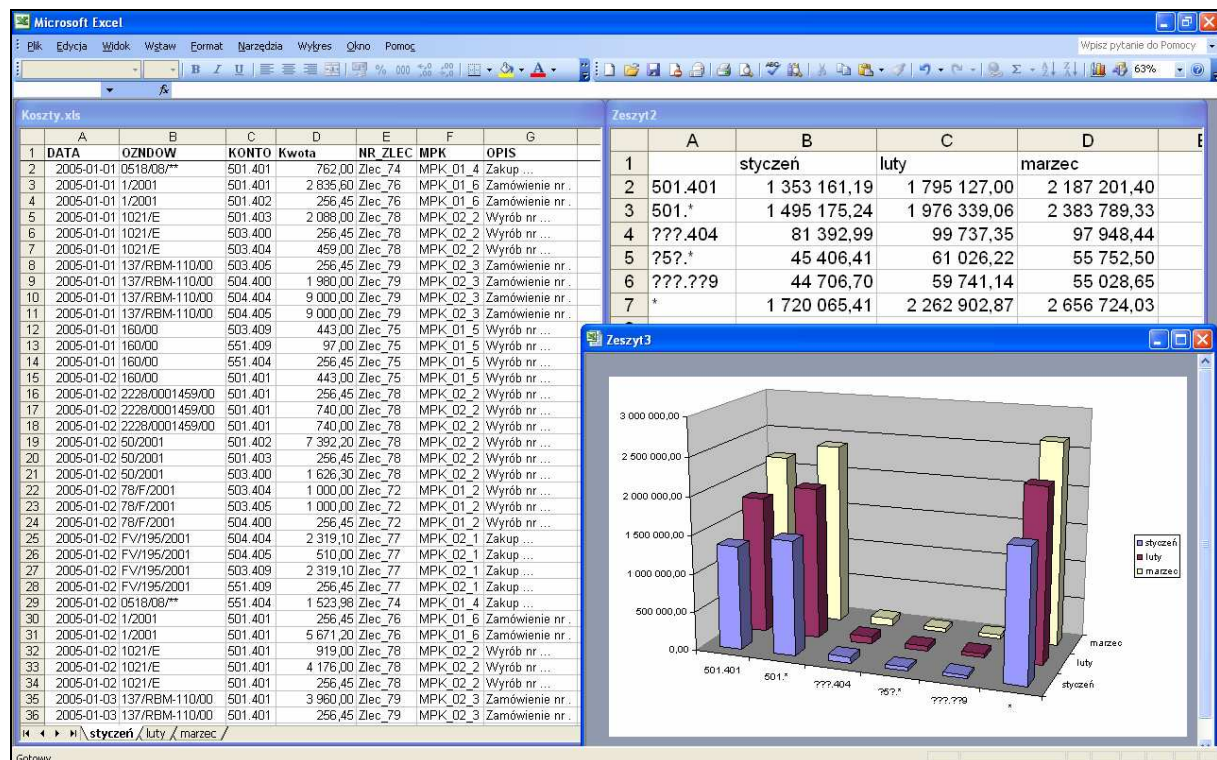 Microsoft Excel
Plik Edycja Widok Wstaw Format Narzędzia Wykres Okno Pomoc
Wpisz pytanie do Pomocy
B I U % 000 63%
fx
Koszty.xls
A B C D E F G
1 DATA OZNDOW KONTO Kwota NR_ZLEC MPK OPIS
2 2005-01-01 0518/08/** 501.401 762,00 Zlec_74 MPK_01_4 Zakup ...
3 2005-01-01 1/2001 501.401 2 835,60 Zlec_76 MPK_01_6 Zamówienie nr .
4 2005-01-01 1/2001 501.402 256,45 Zlec_76 MPK_01_6 Zamówienie nr .
5 2005-01-01 1021/E 501.403 2 088,00 Zlec_78 MPK_02_2 Wyrób nr ...
6 2005-01-01 1021/E 503.400 256,45 Zlec_78 MPK_02_2 Wyrób nr ...
7 2005-01-01 1021/E 503.404 459,00 Zlec_78 MPK_02_2 Wyrób nr ...
8 2005-01-01 137/RBM-110/00 503.405 256,45 Zlec_79 MPK_02_3 Zamówienie nr .
9 2005-01-01 137/RBM-110/00 504.400 1 980,00 Zlec_79 MPK_02_3 Zamówienie nr .
10 2005-01-01 137/RBM-110/00 504.404 9 000,00 Zlec_79 MPK_02_3 Zamówienie nr .
11 2005-01-01 137/RBM-110/00 504.405 9 000,00 Zlec_79 MPK_02_3 Zamówienie nr .
12 2005-01-01 160/00 503.409 443,00 Zlec_75 MPK_01_5 Wyrób nr ...
13 2005-01-01 160/00 551.409 97,00 Zlec_75 MPK_01_5 Wyrób nr ...
14 2005-01-01 160/00 551.404 256,45 Zlec_75 MPK_01_5 Wyrób nr ...
15 2005-01-02 160/00 501.401 443,00 Zlec_75 MPK_01_5 Wyrób nr ...
16 2005-01-02 2228/0001459/00 501.401 256,45 Zlec_78 MPK_02_2 Wyrób nr ...
17 2005-01-02 2228/0001459/00 501.401 740,00 Zlec_78 MPK_02_2 Wyrób nr ...
18 2005-01-02 2228/0001459/00 501.401 740,00 Zlec_78 MPK_02_2 Wyrób nr ...
19 2005-01-02 50/2001 501.402 7 392,20 Zlec_78 MPK_02_2 Wyrób nr ...
20 2005-01-02 50/2001 501.403 256,45 Zlec_78 MPK_02_2 Wyrób nr ...
21 2005-01-02 50/2001 503.400 1 626,30 Zlec_78 MPK_02_2 Wyrób nr ...
22 2005-01-02 78/F/2001 503.404 1 000,00 Zlec_72 MPK_01_2 Wyrób nr ...
23 2005-01-02 78/F/2001 503.405 1 000,00 Zlec_72 MPK_01_2 Wyrób nr ...
24 2005-01-02 78/F/2001 504.400 256,45 Zlec_72 MPK_01_2 Wyrób nr ...
25 2005-01-02 FV/195/2001 504.404 2 319,10 Zlec_77 MPK_02_1 Zakup ...
26 2005-01-02 FV/195/2001 504.405 510,00 Zlec_77 MPK_02_1 Zakup ...
27 2005-01-02 FV/195/2001 503.409 2 319,10 Zlec_77 MPK_02_1 Zakup ...
28 2005-01-02 FV/195/2001 551.409 256,45 Zlec_77 MPK_02_1 Zakup ...
29 2005-01-02 0518/08/** 551.404 1 523,98 Zlec_74 MPK_01_4 Zakup ...
30 2005-01-02 1/2001 501.401 256,45 Zlec_76 MPK_01_6 Zamówienie nr .
31 2005-01-02 1/2001 501.401 5 671,20 Zlec_76 MPK_01_6 Zamówienie nr .
32 2005-01-02 1021/E 501.401 919,00 Zlec_78 MPK_02_2 Wyrób nr ...
33 2005-01-02 1021/E 501.401 4 176,00 Zlec_78 MPK_02_2 Wyrób nr ...
34 2005-01-02 1021/E 501.401 256,45 Zlec_78 MPK_02_2 Wyrób nr ...
35 2005-01-03 137/RBM-110/00 501.401 3 960,00 Zlec_79 MPK_02_3 Zamówienie nr .
36 2005-01-03 137/RBM-110/00 501.401 256,45 Zlec_79 MPK_02_3 Zamówienie nr .
styczeń / luty / marzec /
Zeszyt2
A B C D E
1 styczeń luty marzec
2 501.401 1 353 161,19 1 795 127,00 2 187 201,40
3 501.* 1 495 175,24 1 976 339,06 2 383 789,33
4 ???.404 81 392,99 99 737,35 97 948,44
5 ?5?.* 45 406,41 61 026,22 55 752,50
6 ???.??9 44 706,70 59 741,14 55 028,65
7 * 1 720 065,41 2 262 902,87 2 656 724,03
Zeszyt3
3 000 000,00
2 500 000,00
2 000 000,00
1 500 000,00
1 000 000,00
500 000,00
0,00
501.401 501.* ???.404 ?5?.* ???.??9 *
marzec
luty
styczeń
styczeń
luty
marzec
Gotowy